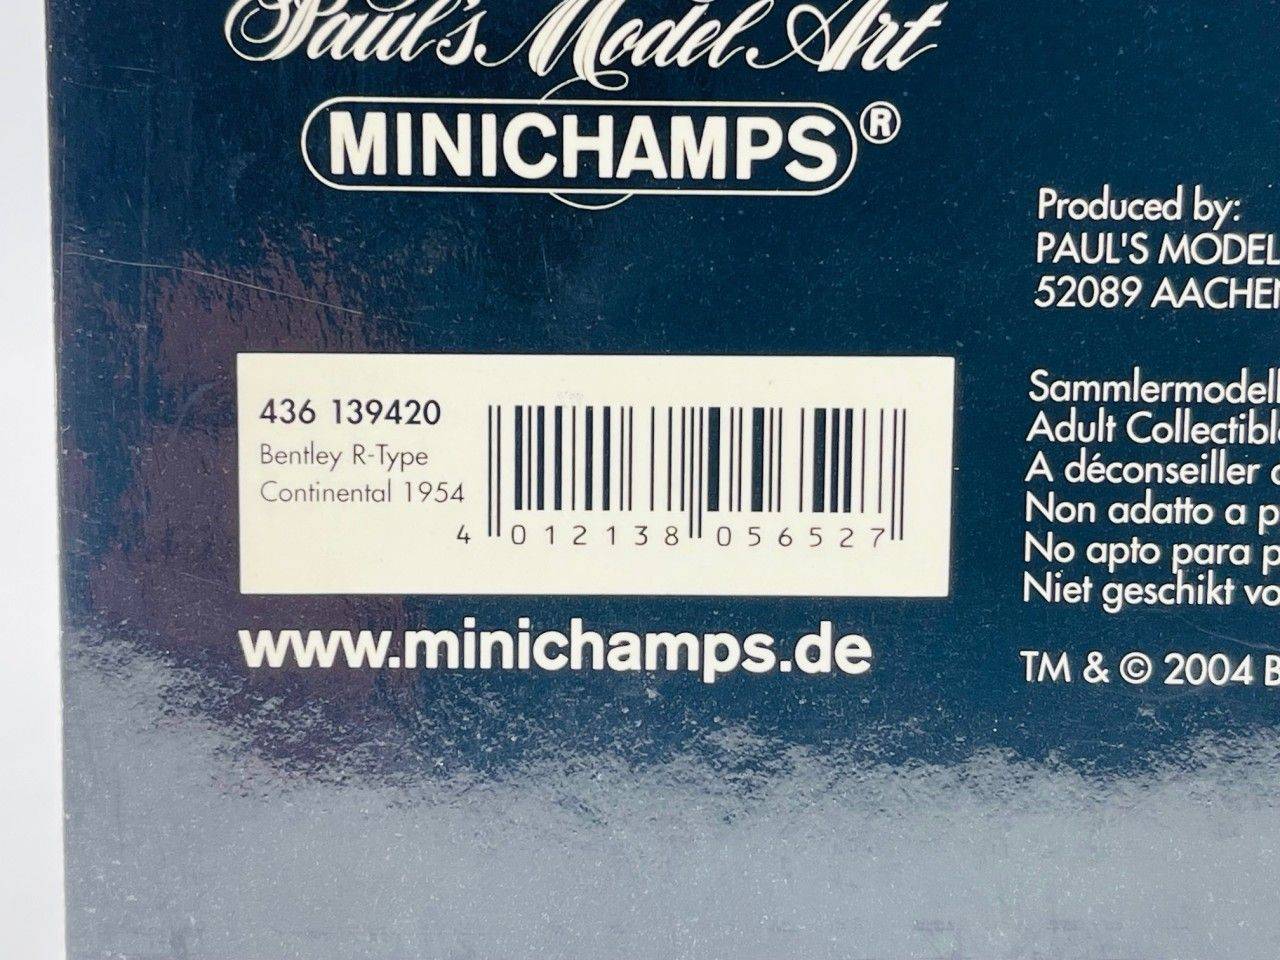 Paul's Model Art
MINICHAMPS®
Produced by:
PAUL'S MODEL
52089 AACHEN
436 139420
Bentley R-Type
Continental 1954
4 012138 056527
www.minichamps.de
Sammlermodell
Adult Collectibl
A déconseiller
Non adatto a p
No apto para p
Niet geschikt vo
TM & © 2004 B